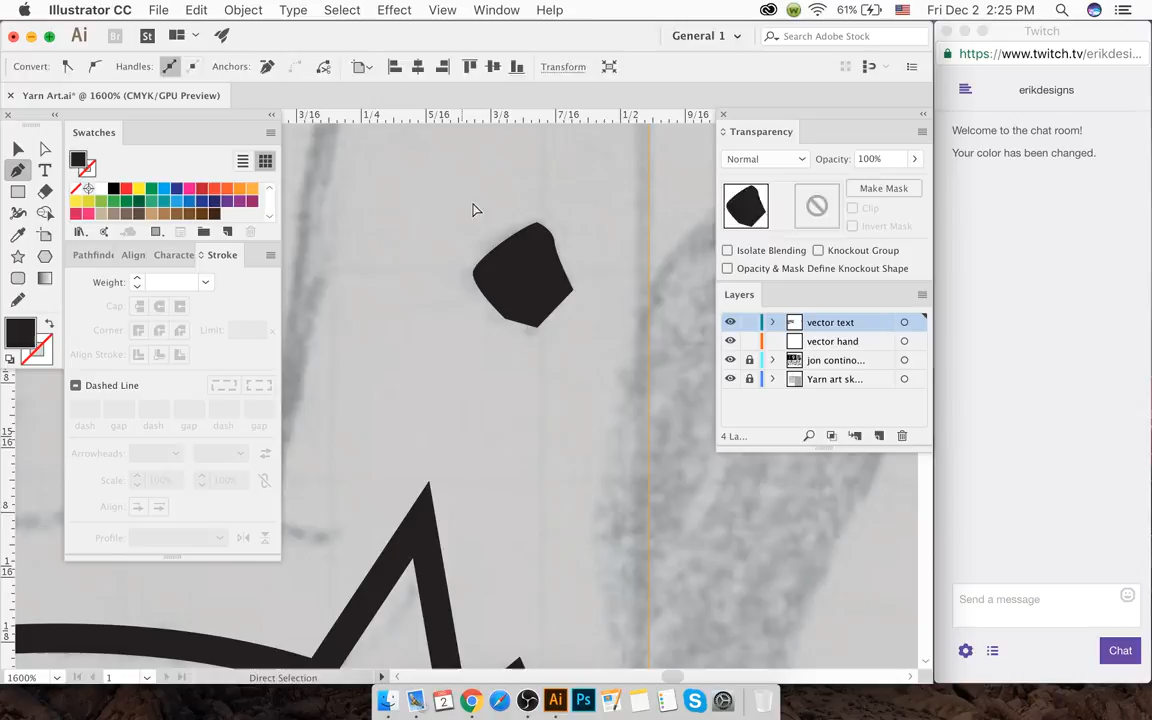 Illustrator CC File Edit Object Type Select Effect View Window Help
61% Fri Dec 2 2:25 PM
Twitch
Ai Br St General 1 Search Adobe Stock
https://www.twitch.tv/erikdesigns...
Convert: Handles: Anchors: Transform
erikdesigns
Yarn Art.ai* @ 1600% (CMYK/GPU Preview)
3/16 1/4 5/16 3/8 7/16 1/2 9/16
Welcome to the chat room!
Your color has been changed.
Swatches
Transparency
Normal Opacity: 100%
Make Mask
Clip
Invert Mask
Isolate Blending Knockout Group
Opacity & Mask Define Knockout Shape
Pathfinde Align Characte Stroke
Weight:
Cap:
Corner: Limit: x
Align Stroke:
Dashed Line
dash gap dash gap dash gap
Arrowheads:
Scale: 100% 100%
Align:
Profile:
Layers
vector text
vector hand
jon contino...
Yarn art sk...
4 La...
Send a message
Chat
1600% 1 Direct Selection
2 Ai Ps